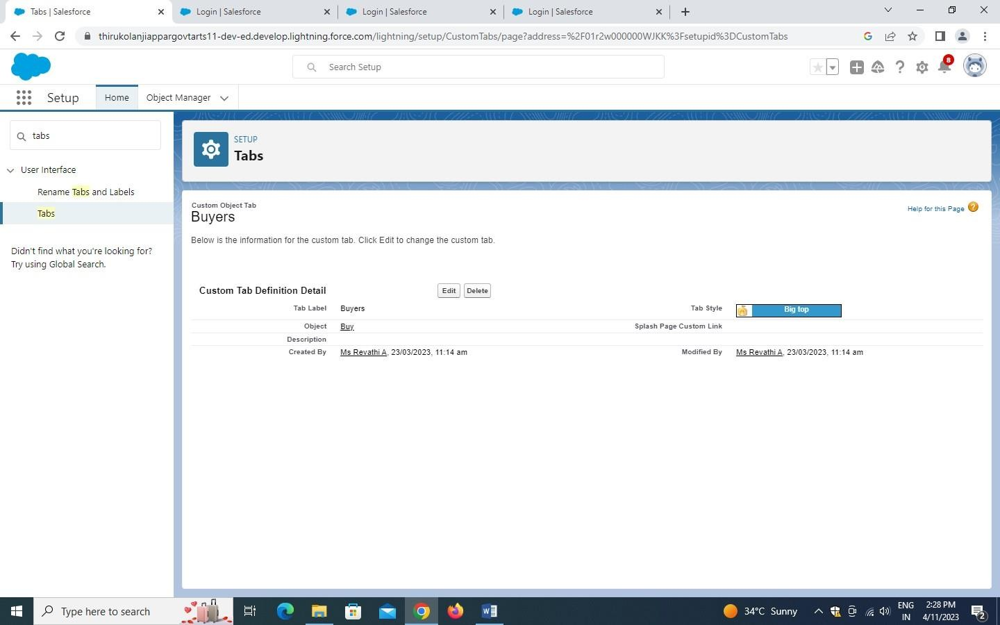 Tabs | Salesforce
Login | Salesforce
Login | Salesforce
Login | Salesforce
thirukolanjiappargovtarts11-dev-ed.develop.lightning.force.com/lightning/setup/CustomTabs/page?address=%2F01r2w000000WJKK%3Fsetupid%3DCustomTabs
Search Setup
8
Setup
Home
Object Manager
tabs
User Interface
Rename Tabs and Labels
Tabs
Didn't find what you're looking for?
Try using Global Search.
SETUP
Tabs
Custom Object Tab
Buyers
Help for this Page ?
Below is the information for the custom tab. Click Edit to change the custom tab.
Custom Tab Definition Detail
Edit
Delete
Tab Label Buyers
Tab Style Big top
Object Buy
Splash Page Custom Link
Description
Created By Ms Revathi A, 23/03/2023, 11:14 am
Modified By Ms Revathi A, 23/03/2023, 11:14 am
Type here to search
34°C Sunny
ENG
IN
2:28 PM
4/11/2023
2